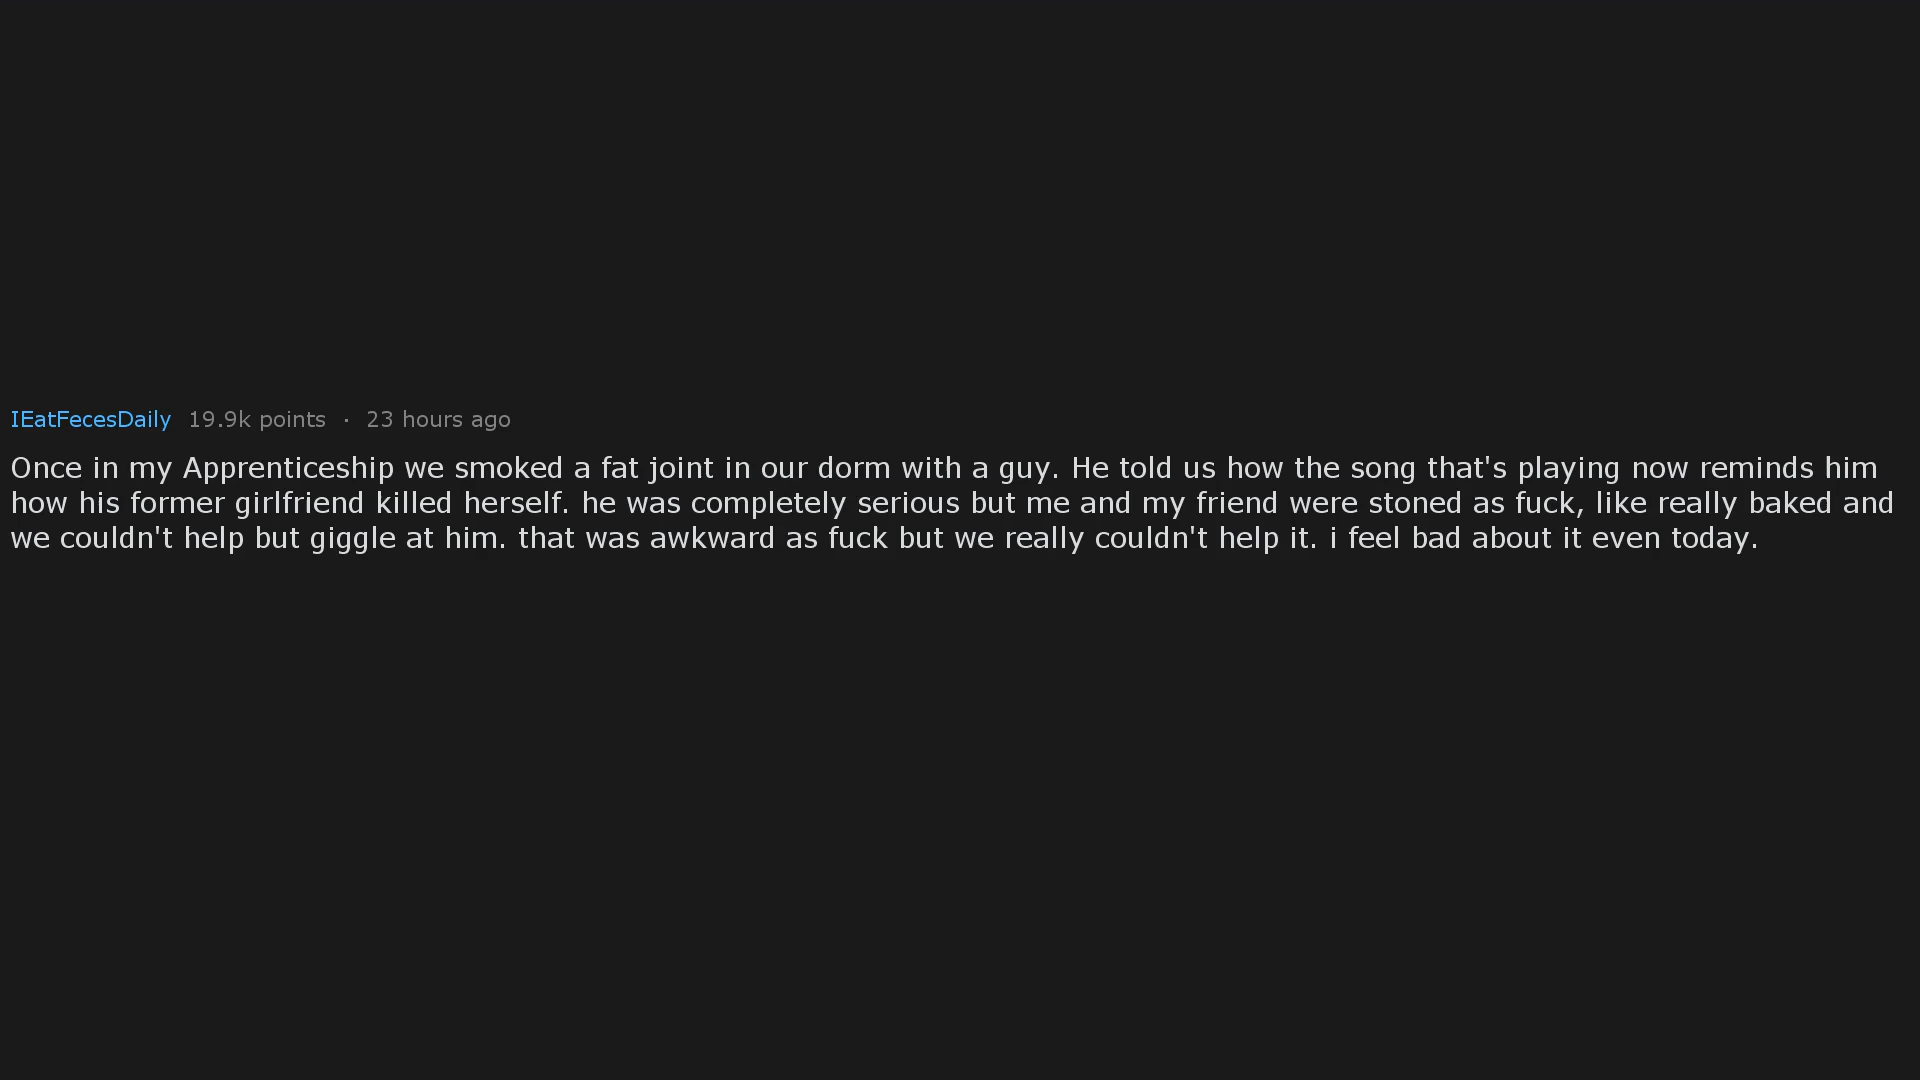 IEatFecesDaily 19.9k points · 23 hours ago
Once in my Apprenticeship we smoked a fat joint in our dorm with a guy. He told us how the song that's playing now reminds him
how his former girlfriend killed herself. he was completely serious but me and my friend were stoned as fuck, like really baked and
we couldn't help but giggle at him. that was awkward as fuck but we really couldn't help it. i feel bad about it even today.